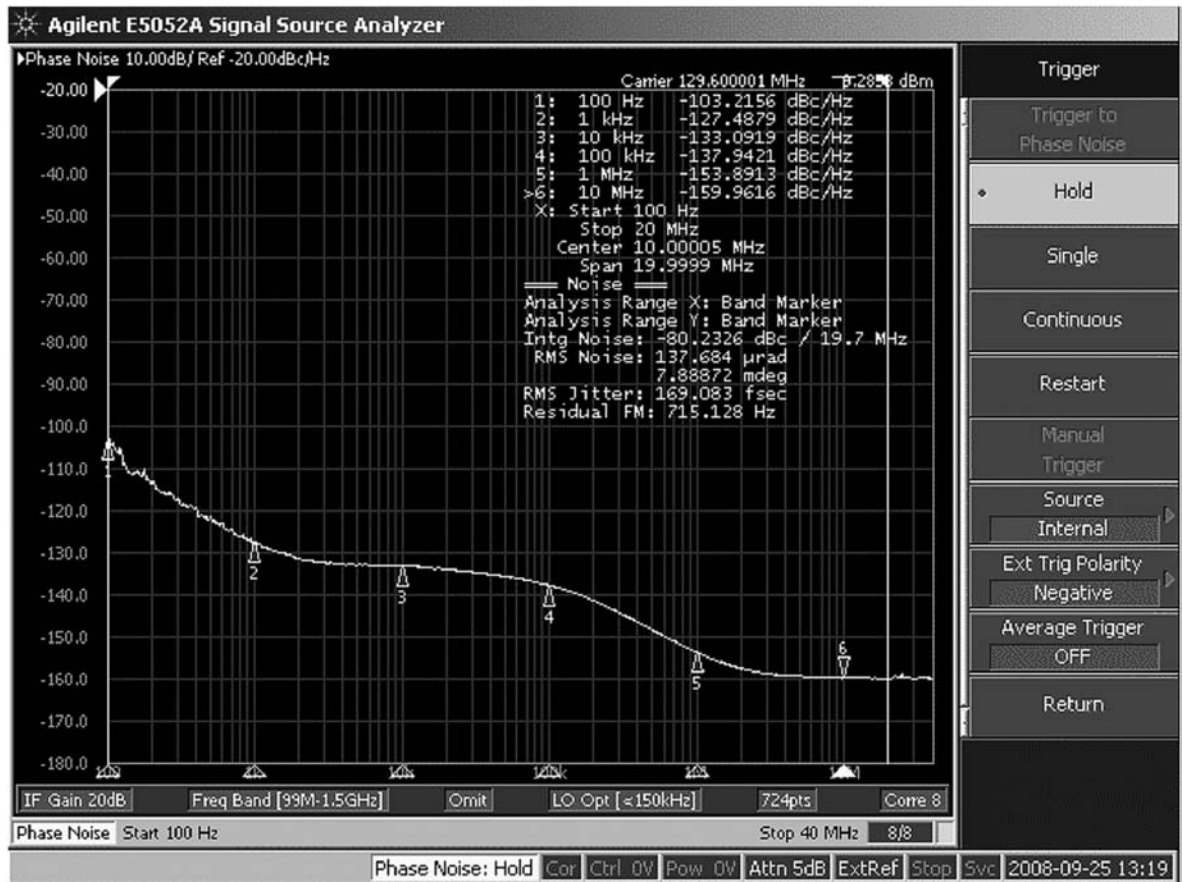 Agilent E5052A Signal Source Analyzer
Phase Noise 10.00dB/ Ref -20.00dBc/Hz
Carrier 129.600001 MHz dBm
1: 100 Hz -103.2156 dBc/Hz
2: 1 kHz -127.4879 dBc/Hz
3: 10 kHz -133.0919 dBc/Hz
4: 100 kHz -137.9421 dBc/Hz
5: 1 MHz -153.8913 dBc/Hz
>6: 10 MHz -159.9616 dBc/Hz
X: Start 100 Hz
Stop 20 MHz
Center 10.00005 MHz
Span 19.9999 MHz
=== Noise ===
Analysis Range X: Band Marker
Analysis Range Y: Band Marker
Intg Noise: -80.2326 dBc / 19.7 MHz
RMS Noise: 137.684 µrad
7.88872 mdeg
RMS Jitter: 169.083 fsec
Residual FM: 715.128 Hz
-20.00
-30.00
-40.00
-50.00
-60.00
-70.00
-80.00
-90.00
-100.0
-110.0
-120.0
-130.0
-140.0
-150.0
-160.0
-170.0
-180.0
1
2
3
4
5
6
IF Gain 20dB
Freq Band [99M-1.5GHz]
Omit
LO Opt [<150kHz]
724pts
Corre 8
Phase Noise Start 100 Hz
Stop 40 MHz
8/8
Trigger
Trigger to
Phase Noise
Hold
Single
Continuous
Restart
Manual
Trigger
Source
Internal
Ext Trig Polarity
Negative
Average Trigger
OFF
Return
Phase Noise: Hold
Cor
Ctrl 0V
Pow 0V
Attn 5dB
ExtRef
Stop
Svc
2008-09-25 13:19